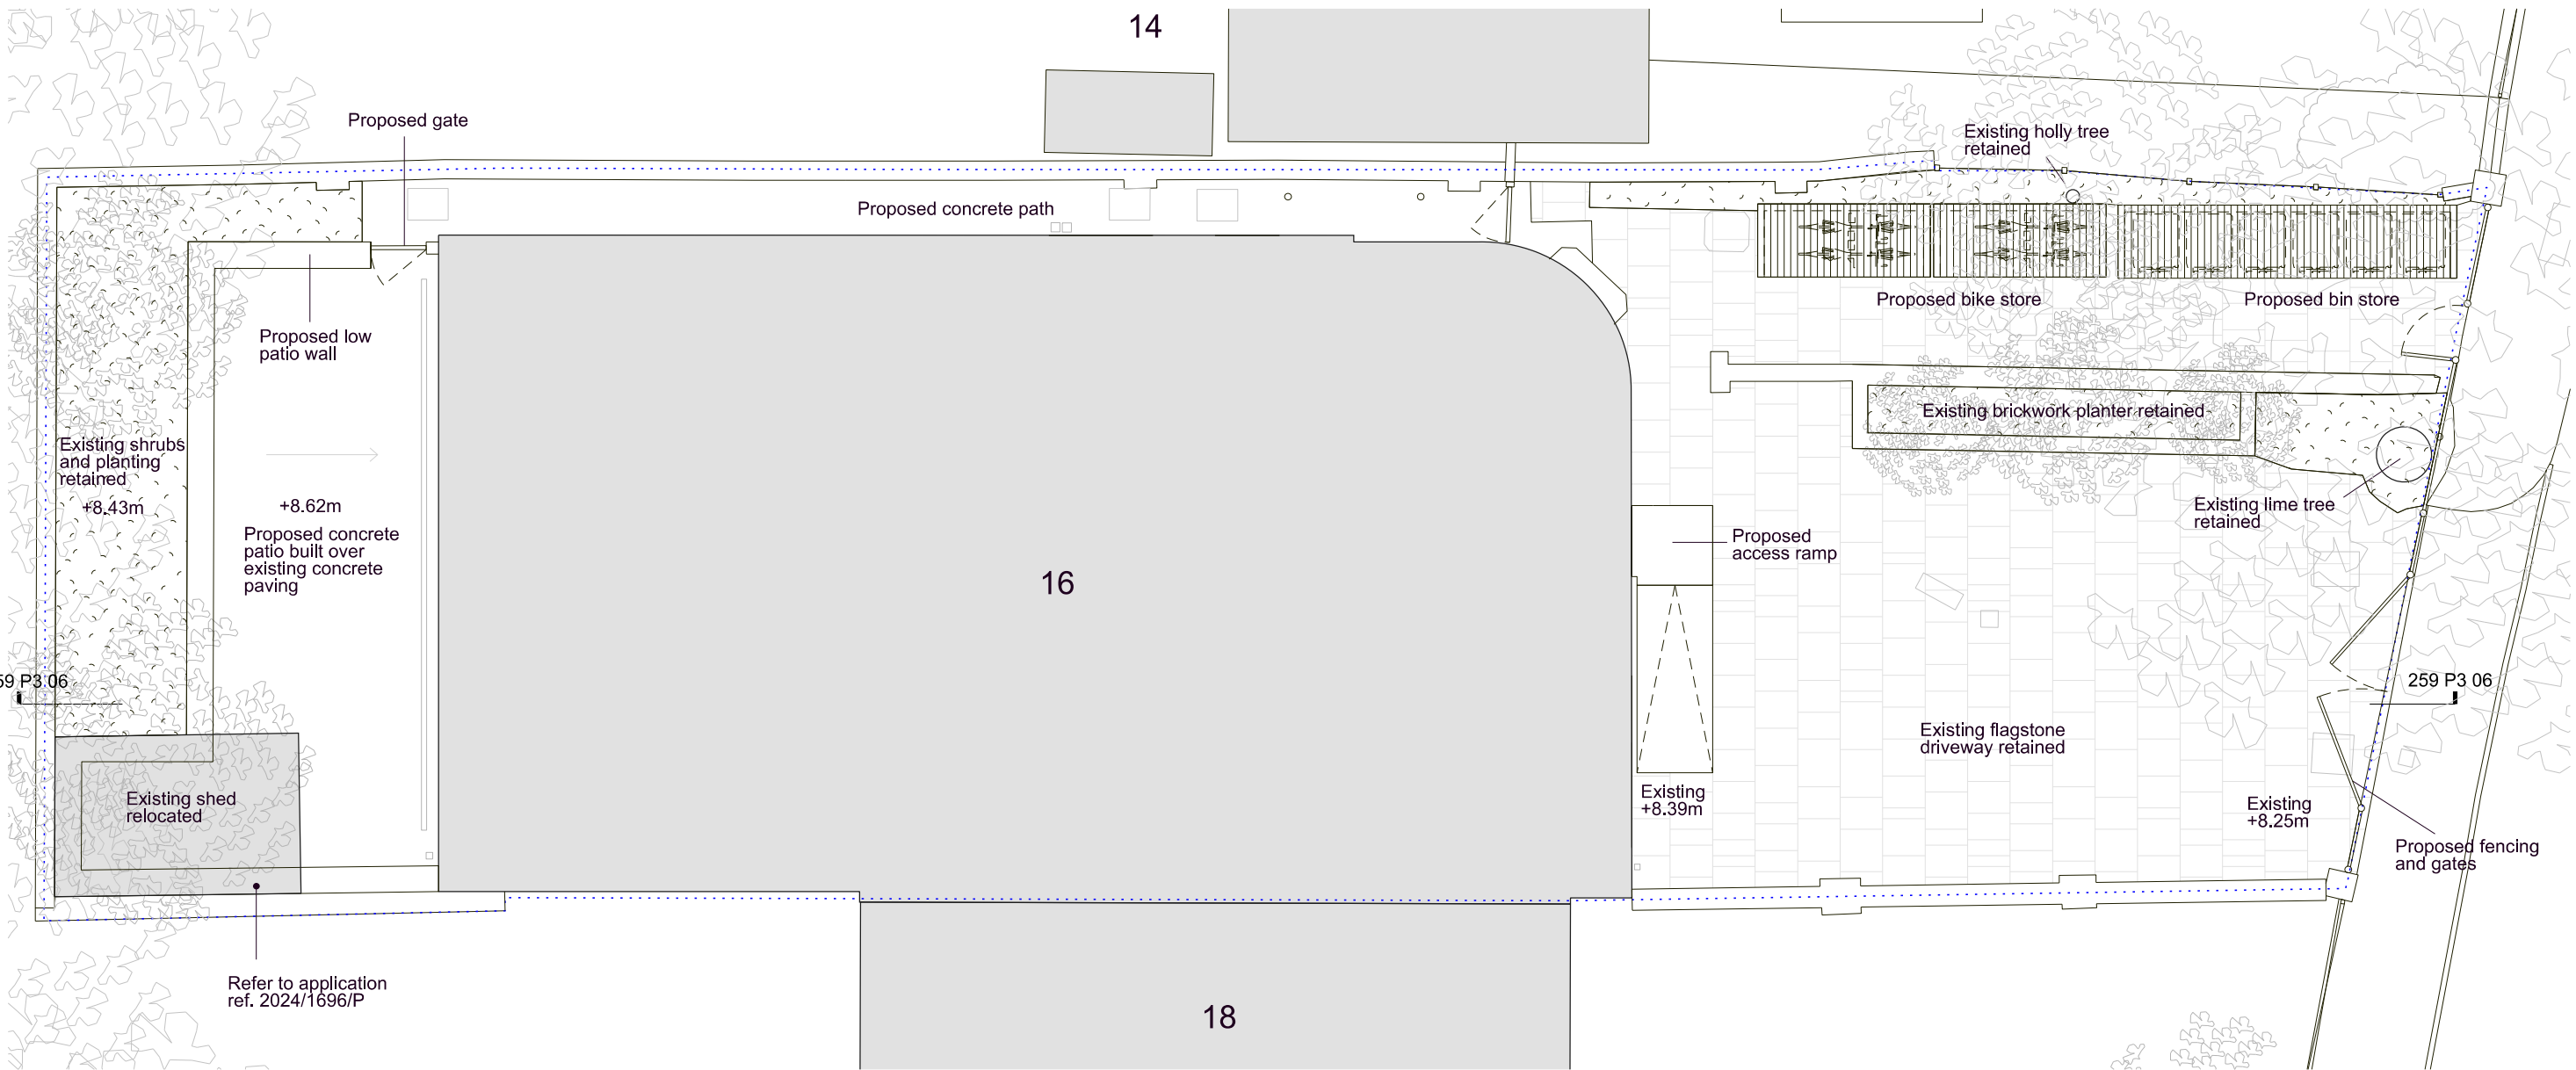 14
Proposed gate
Existing holly tree
retained
Proposed concrete path
Proposed bike store
Proposed bin store
Proposed low
patio wall
Existing brickwork planter retained
Existing shrubs
and planting
retained
+8.43m
+8.62m
Proposed concrete
patio built over
existing concrete
paving
Existing lime tree
retained
Proposed
access ramp
16
59 P3 06
259 P3 06
Existing flagstone
driveway retained
Existing shed
relocated
Existing
+8.39m
Existing
+8.25m
Proposed fencing
and gates
Refer to application
ref. 2024/1696/P
18